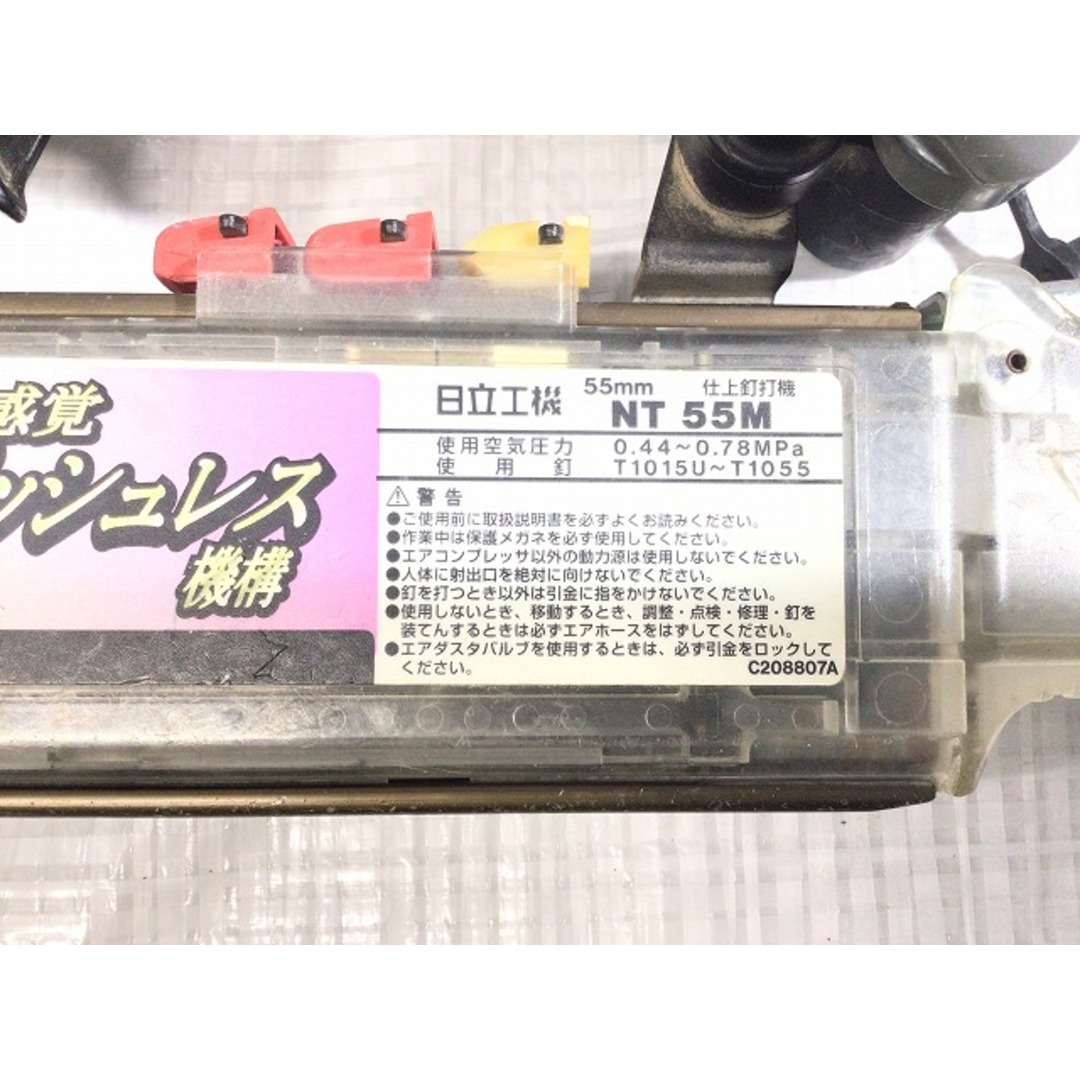 感覚
ッシュレス
機構
日立工機 55mm 仕上釘打機
NT 55M
使用空気圧力 0.44～0.78MPa
使用釘 T1015U～T1055
⚠警告
●ご使用前に取扱説明書を必ずよくお読みください。
●作業中は保護メガネを必ず使用してください。
●エアコンプレッサ以外の動力源は使用しないでください。
●人体に射出口を絶対に向けないでください。
●釘を打つとき以外は引金に指をかけないでください。
●使用しないとき、移動するとき、調整・点検・修理・釘を
装てんするときは必ずエアホースをはずしてください。
●エアダスタバルブを使用するときは、必ず引金をロックして
ください。
C208807A